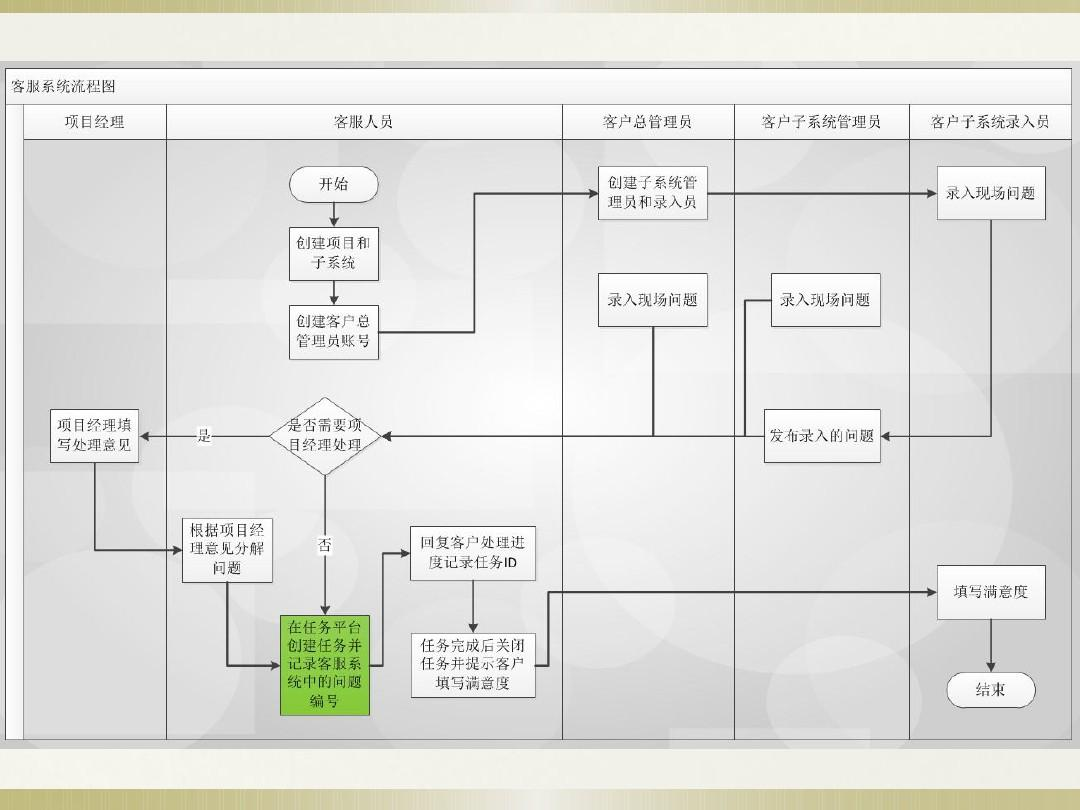 客服系统流程图
项目经理
客服人员
客户总管理员
客户子系统管理员
客户子系统录入员
开始
创建子系统管
理员和录入员
录入现场问题
创建项目和
子系统
录入现场问题
录入现场问题
创建客户总
管理员账号
项目经理填
写处理意见
是
是否需要项
目经理处理
发布录入的问题
根据项目经
理意见分解
问题
否
回复客户处理进
度记录任务ID
填写满意度
在任务平台
创建任务并
记录客服系
统中的问题
编号
任务完成后关闭
任务并提示客户
填写满意度
结束